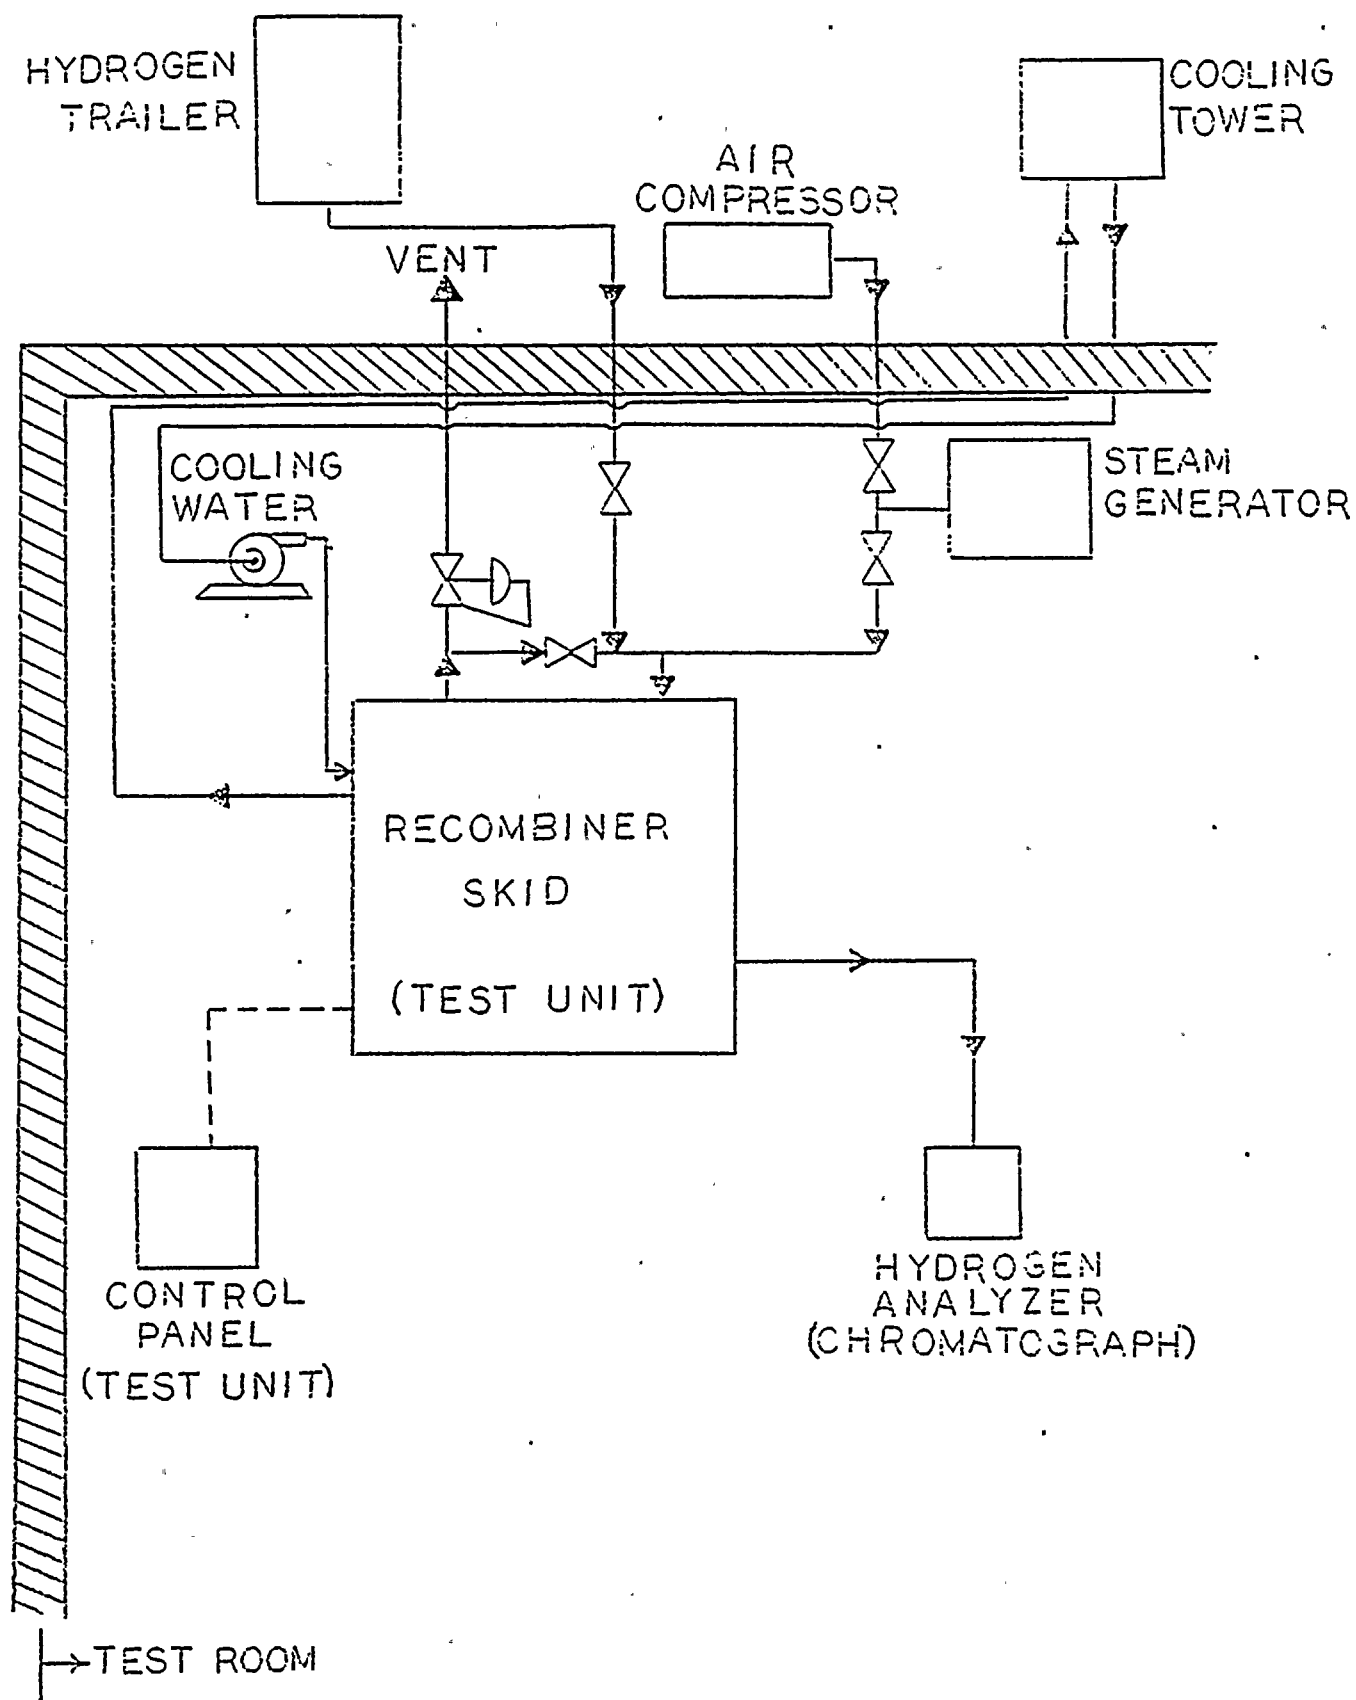 HYDROGEN
TRAILER
COOLING
TOWER
AIR
COMPRESSOR
VENT
COOLING
WATER
STEAM
GENERATOR
RECOMBINER
SKID
(TEST UNIT)
CONTROL
PANEL
(TEST UNIT)
HYDROGEN
ANALYZER
(CHROMATOGRAPH)
TEST ROOM